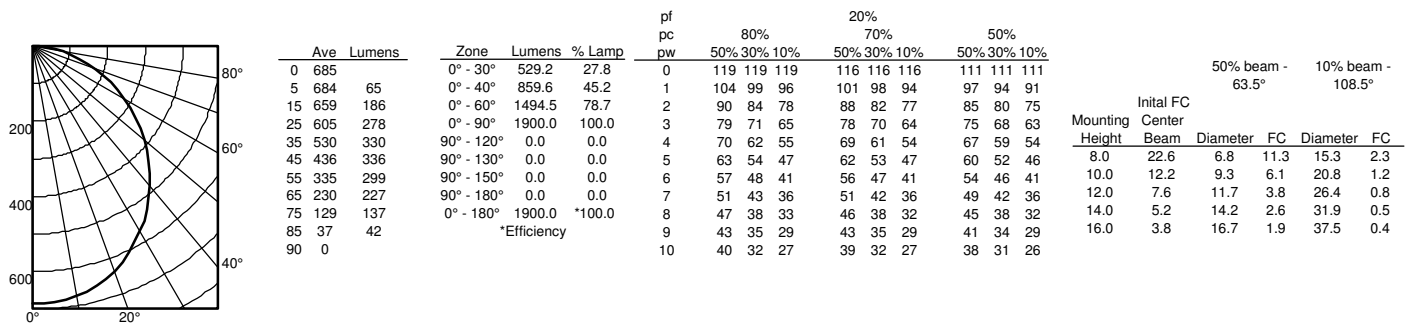 200
400
600
0°
20°
40°
60°
80°
Ave Lumens
0 685
5 684 65
15 659 186
25 605 278
35 530 330
45 436 336
55 335 299
65 230 227
75 129 137
85 37 42
90 0
Zone Lumens % Lamp
0° - 30° 529.2 27.8
0° - 40° 859.6 45.2
0° - 60° 1494.5 78.7
0° - 90° 1900.0 100.0
90° - 120° 0.0 0.0
90° - 130° 0.0 0.0
90° - 150° 0.0 0.0
90° - 180° 0.0 0.0
0° - 180° 1900.0 *100.0
*Efficiency
pf 20%
pc 80% 70% 50%
pw 50% 30% 10% 50% 30% 10% 50% 30% 10%
0 119 119 119 116 116 116 111 111 111
1 104 99 96 101 98 94 97 94 91
2 90 84 78 88 82 77 85 80 75
3 79 71 65 78 70 64 75 68 63
4 70 62 55 69 61 54 67 59 54
5 63 54 47 62 53 47 60 52 46
6 57 48 41 56 47 41 54 46 41
7 51 43 36 51 42 36 49 42 36
8 47 38 33 46 38 32 45 38 32
9 43 35 29 43 35 29 41 34 29
10 40 32 27 39 32 27 38 31 26
50% beam - 10% beam -
63.5° 108.5°
Inital FC
Mounting Center
Height Beam Diameter FC Diameter FC
8.0 22.6 6.8 11.3 15.3 2.3
10.0 12.2 9.3 6.1 20.8 1.2
12.0 7.6 11.7 3.8 26.4 0.8
14.0 5.2 14.2 2.6 31.9 0.5
16.0 3.8 16.7 1.9 37.5 0.4